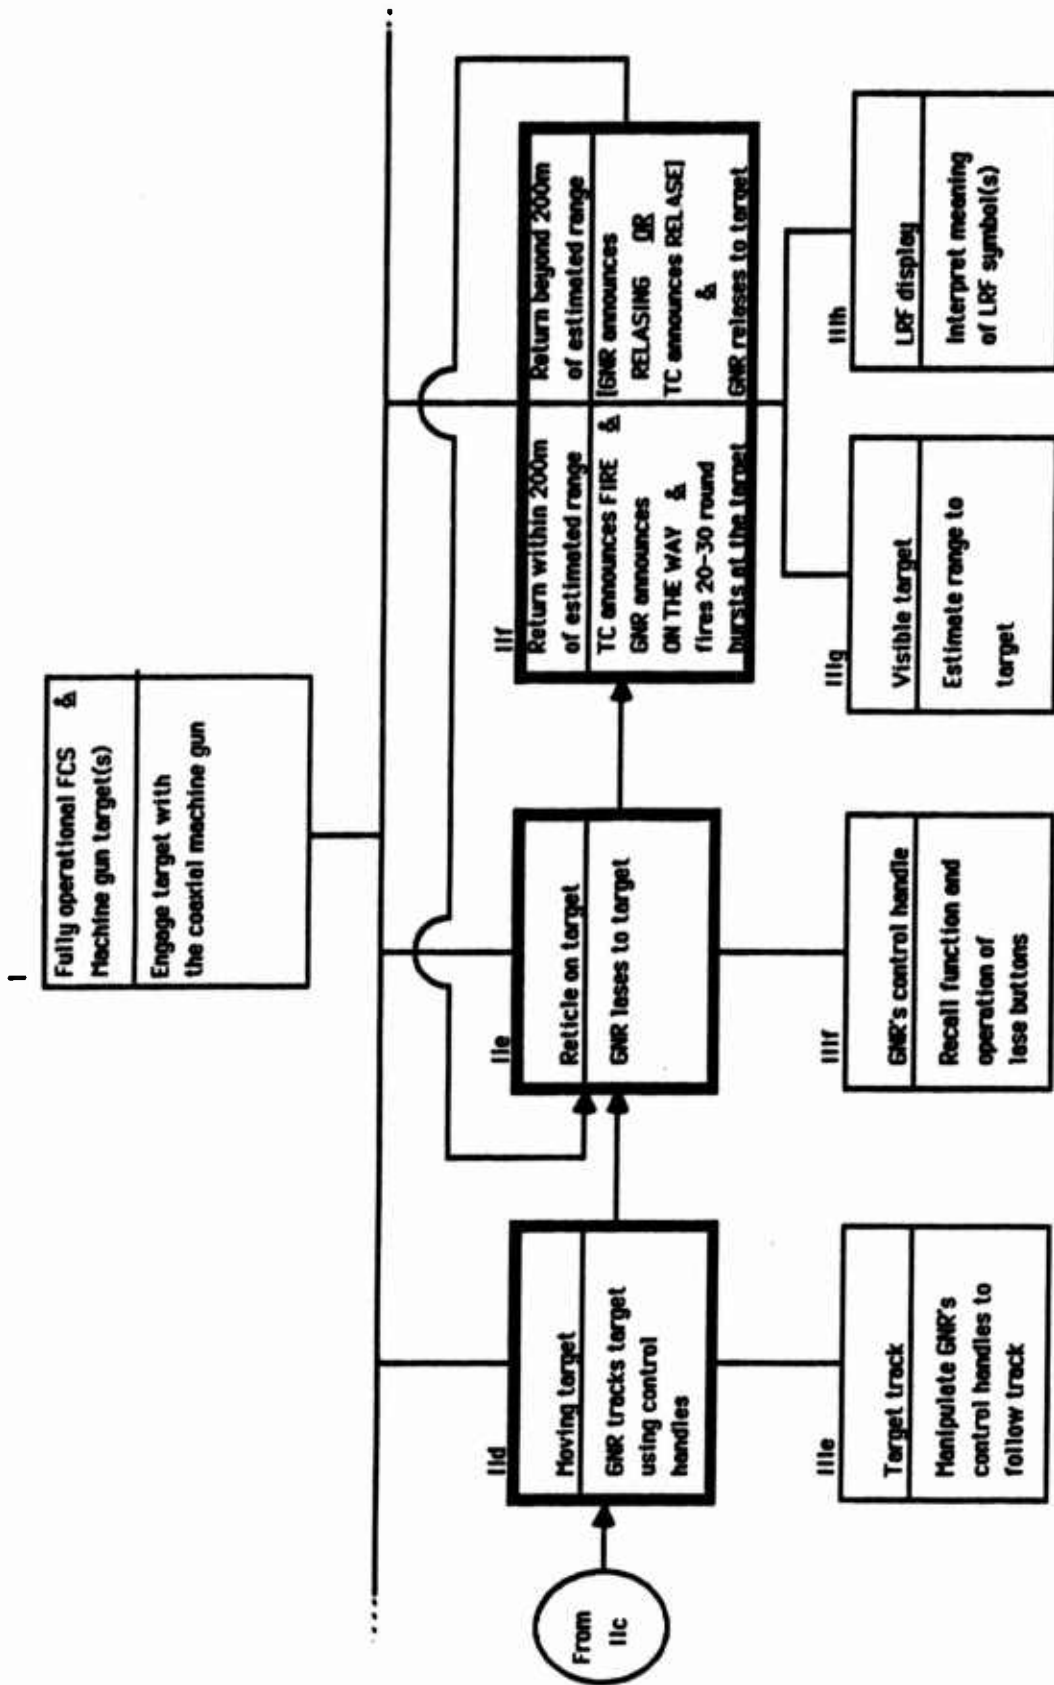 I
Fully operational FCS &
Machine gun target(s)
Engage target with
the coaxial machine gun
From
IIc
IId
Moving target
GNR tracks target
using control
handles
IIe
Reticle on target
GNR lases to target
IIf
Return within 200m
of estimated range
TC announces FIRE &
GNR announces
ON THE WAY &
fires 20-30 round
bursts at the target
Return beyond 200m
of estimated range
[GNR announces
RELASING OR
TC announces RELASE]
&
GNR relases to target
IIIe
Target track
Manipulate GNR's
control handles to
follow track
IIIf
GNR's control handle
Recall function and
operation of
lase buttons
IIIg
Visible target
Estimate range to
target
IIIh
LRF display
Interpret meaning
of LRF symbol(s)